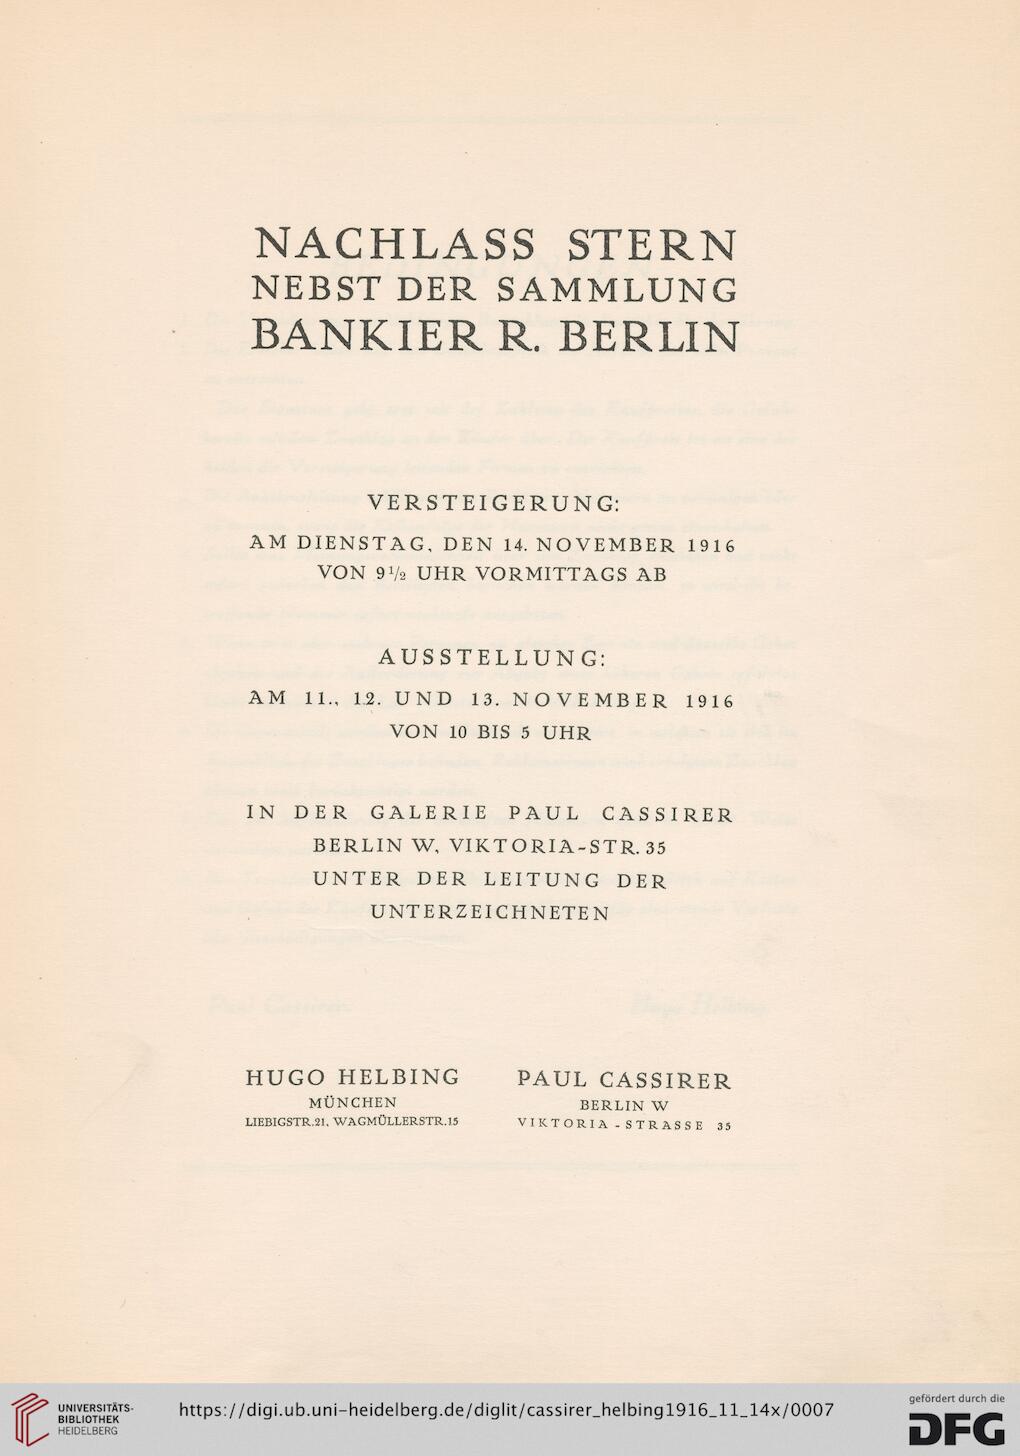 NACHLASS STERN
NEBST DER SAMMLUNG
BANKIER R. BERLIN
VERSTEIGERUNG:
AM DIENSTAG, DEN 14. NOVEMBER 1916
VON 9½ UHR VORMITTAGS AB
AUSSTELLUNG:
AM 11., 12. UND 13. NOVEMBER 1916
VON 10 BIS 5 UHR
IN DER GALERIE PAUL CASSIRER
BERLIN W, VIKTORIA-STR. 35
UNTER DER LEITUNG DER
UNTERZEICHNETEN
HUGO HELBING
MÜNCHEN
LIEBIGSTR. 21, WAGMÜLLERSTR. 15
PAUL CASSIRER
BERLIN W
VIKTORIA-STRASSE 35
UNIVERSITÄTS-
BIBLIOTHEK
HEIDELBERG
https://digi.ub.uni-heidelberg.de/diglit/cassirer_helbing1916_11_14x/0007
gefördert durch die
DFG